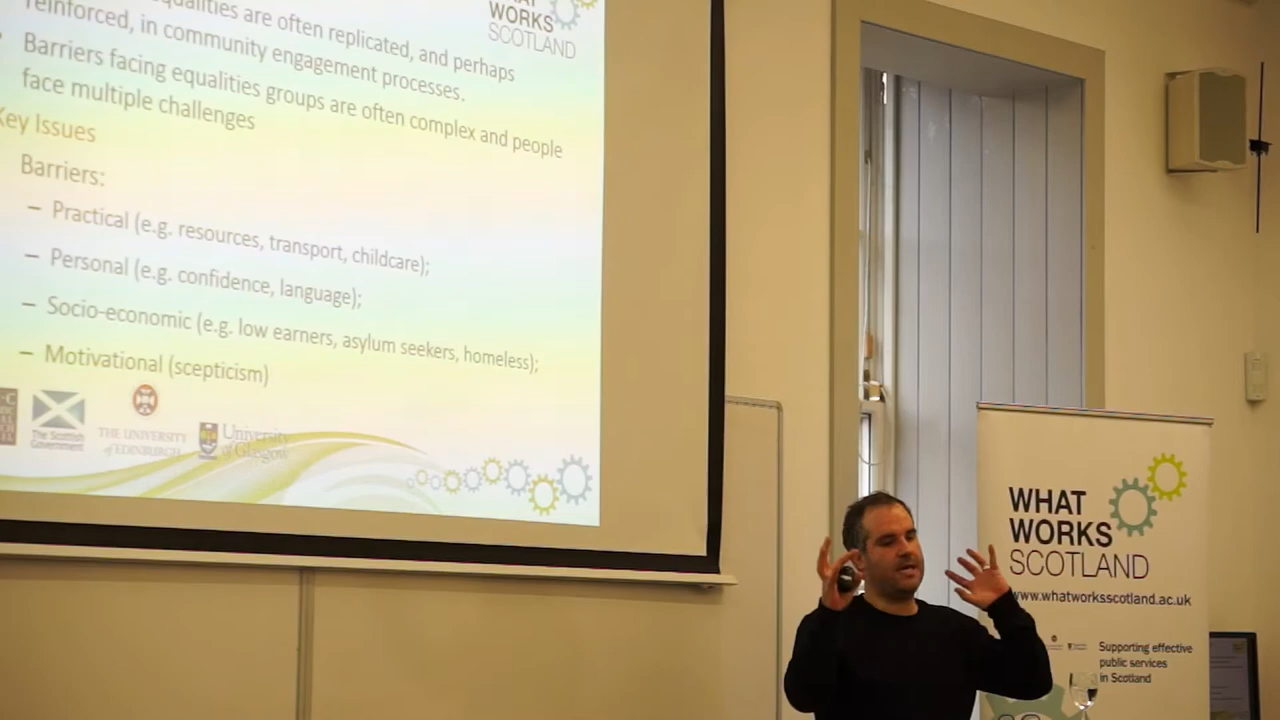 qualities are often replicated, and perhaps
reinforced, in community engagement processes.
Barriers facing equalities groups are often complex and people
face multiple challenges
Key Issues
Barriers:
– Practical (e.g. resources, transport, childcare);
– Personal (e.g. confidence, language);
– Socio-economic (e.g. low earners, asylum seekers, homeless);
– Motivational (scepticism)
WORKS
SCOTLAND
The Scottish
Government
THE UNIVERSITY
of EDINBURGH
University
of Glasgow
WHAT
WORKS
SCOTLAND
www.whatworksscotland.ac.uk
Supporting effective
public services
in Scotland